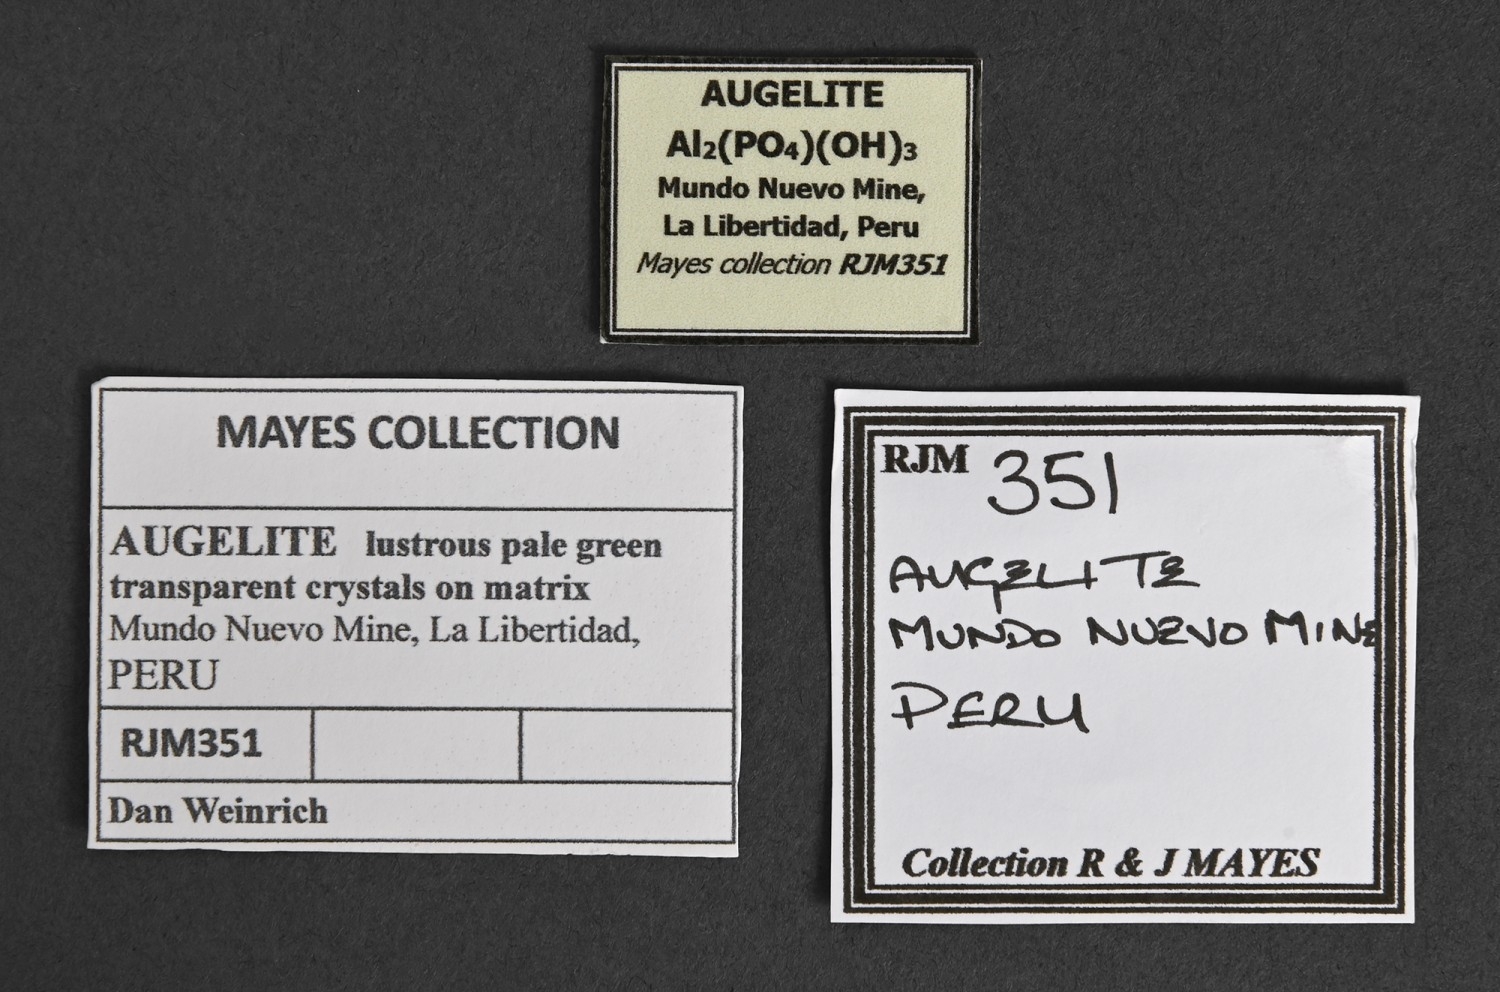 AUGELITE
Al₂(PO₄)(OH)₃
Mundo Nuevo Mine,
La Libertidad, Peru
Mayes collection RJM351
MAYES COLLECTION
AUGELITE lustrous pale green
transparent crystals on matrix
Mundo Nuevo Mine, La Libertidad,
PERU
RJM351
Dan Weinrich
RJM 351
AUGELITE
MUNDO NUEVO MINE
PERU
Collection R & J MAYES